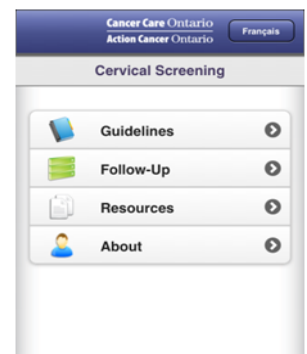 Cancer Care Ontario
Action Cancer Ontario
Français
Cervical Screening
Guidelines
Follow-Up
Resources
About